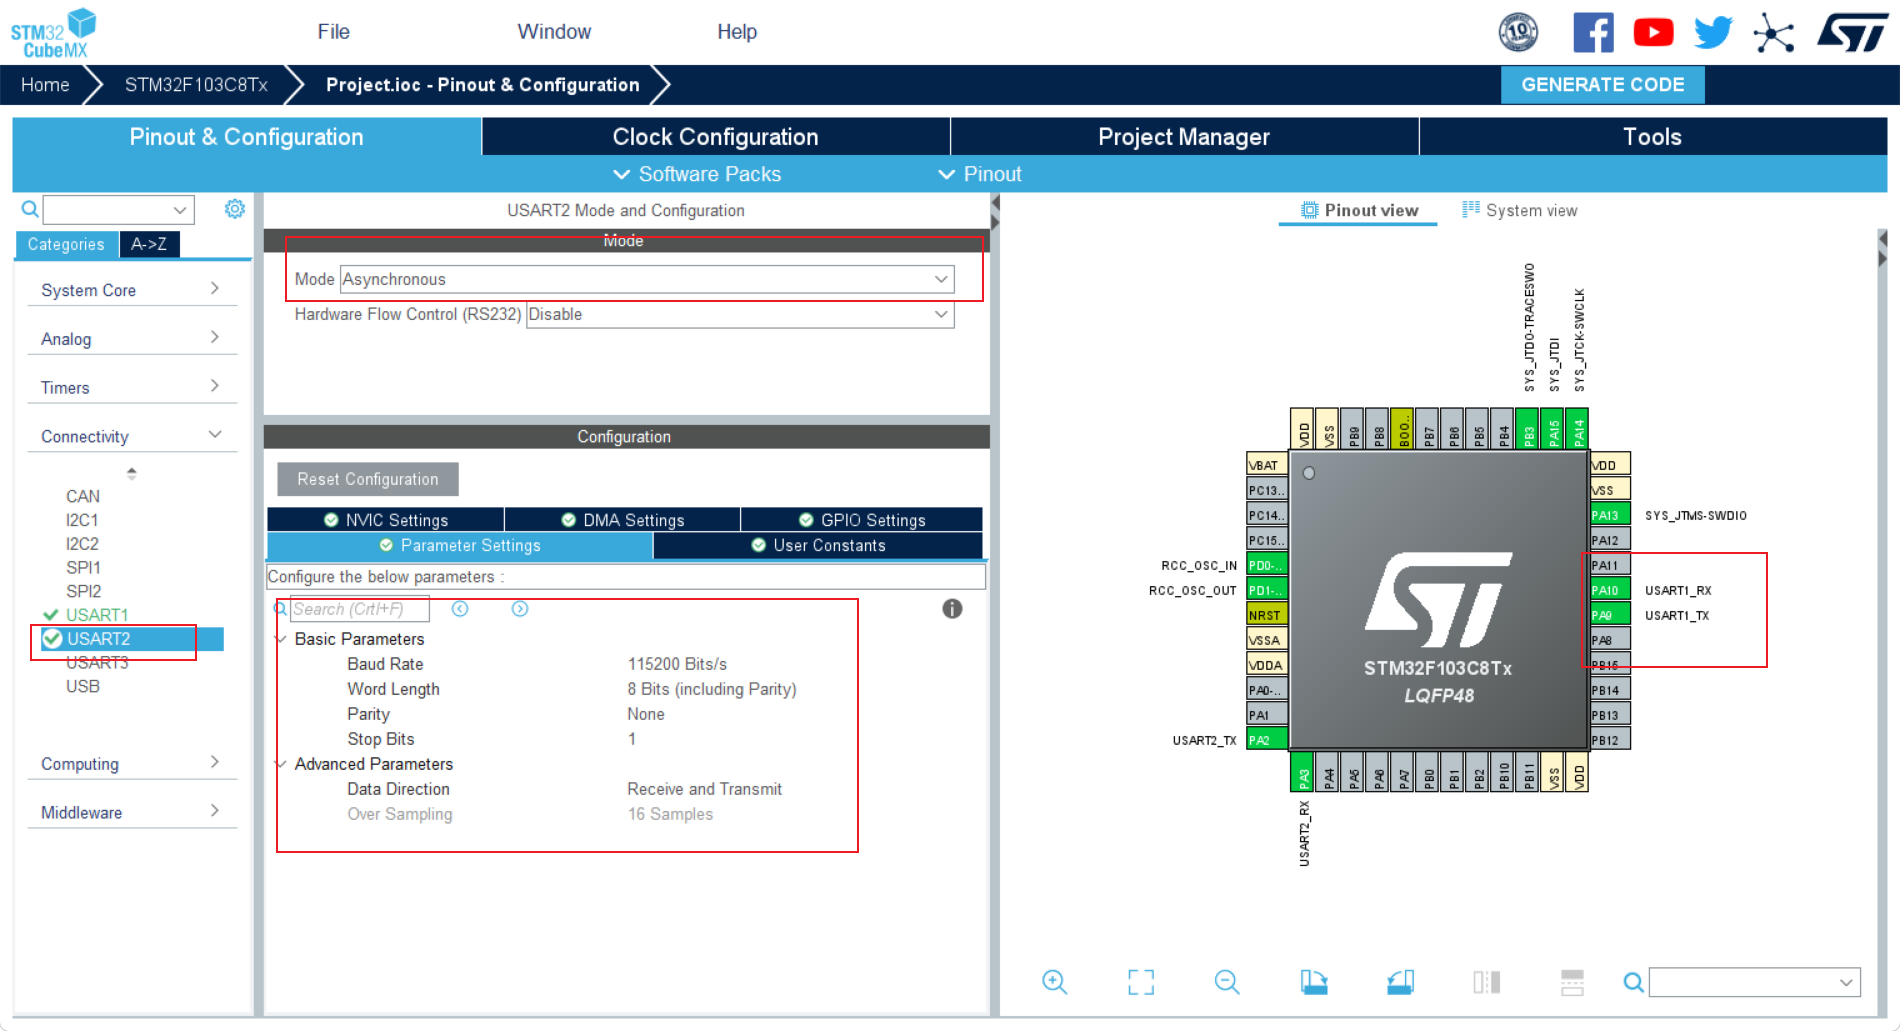 STM32
CubeMX
File
Window
Help
10
Home
STM32F103C8Tx
Project.ioc - Pinout & Configuration
GENERATE CODE
Pinout & Configuration
Clock Configuration
Project Manager
Tools
Software Packs
Pinout
Categories
A->Z
System Core
Analog
Timers
Connectivity
CAN
I2C1
I2C2
SPI1
SPI2
USART1
USART2
USART3
USB
Computing
Middleware
USART2 Mode and Configuration
Mode
Mode Asynchronous
Hardware Flow Control (RS232) Disable
Configuration
Reset Configuration
NVIC Settings
DMA Settings
GPIO Settings
Parameter Settings
User Constants
Configure the below parameters :
Search (Crtl+F)
Basic Parameters
Baud Rate 115200 Bits/s
Word Length 8 Bits (including Parity)
Parity None
Stop Bits 1
Advanced Parameters
Data Direction Receive and Transmit
Over Sampling 16 Samples
Pinout view
System view
SYS_JTDO-TRACESWO
SYS_JTDI
SYS_JTCK-SWCLK
VDD
VSS
PB9
PB8
BOO..
PB7
PB6
PB5
PB4
PB3
PA15
PA14
VBAT
PC13..
PC14..
PC15..
RCC_OSC_IN PD0-..
RCC_OSC_OUT PD1-..
NRST
VSSA
VDDA
PA0-..
PA1
USART2_TX PA2
STM32F103C8Tx
LQFP48
VDD
VSS
PA13 SYS_JTMS-SWDIO
PA12
PA11
PA10 USART1_RX
PA9 USART1_TX
PA8
PB15
PB14
PB13
PB12
PA3
PA4
PA5
PA6
PA7
PB0
PB1
PB2
PB10
PB11
VSS
VDD
USART2_RX